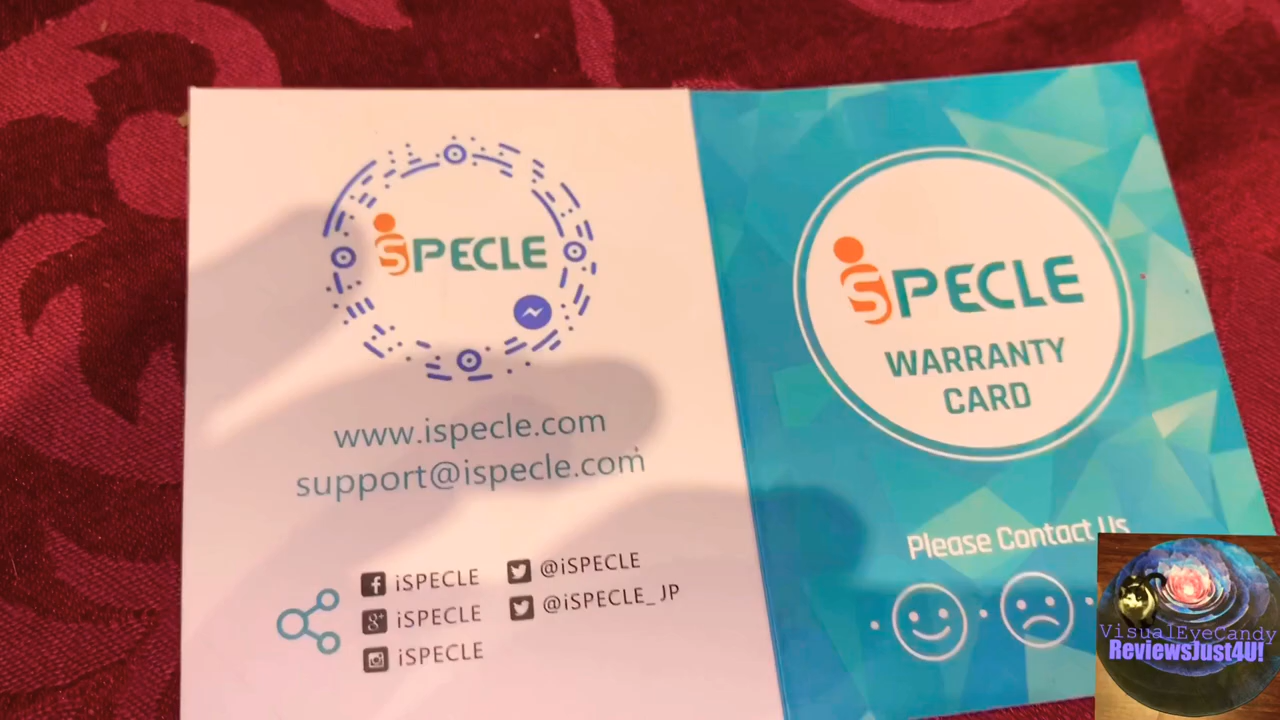 iSPECLE
www.ispecle.com
support@ispecle.com
iSPECLE
@iSPECLE
iSPECLE
@iSPECLE_JP
iSPECLE
iSPECLE
WARRANTY
CARD
Please Contact Us
VisualEyeCandy
ReviewsJust4U!